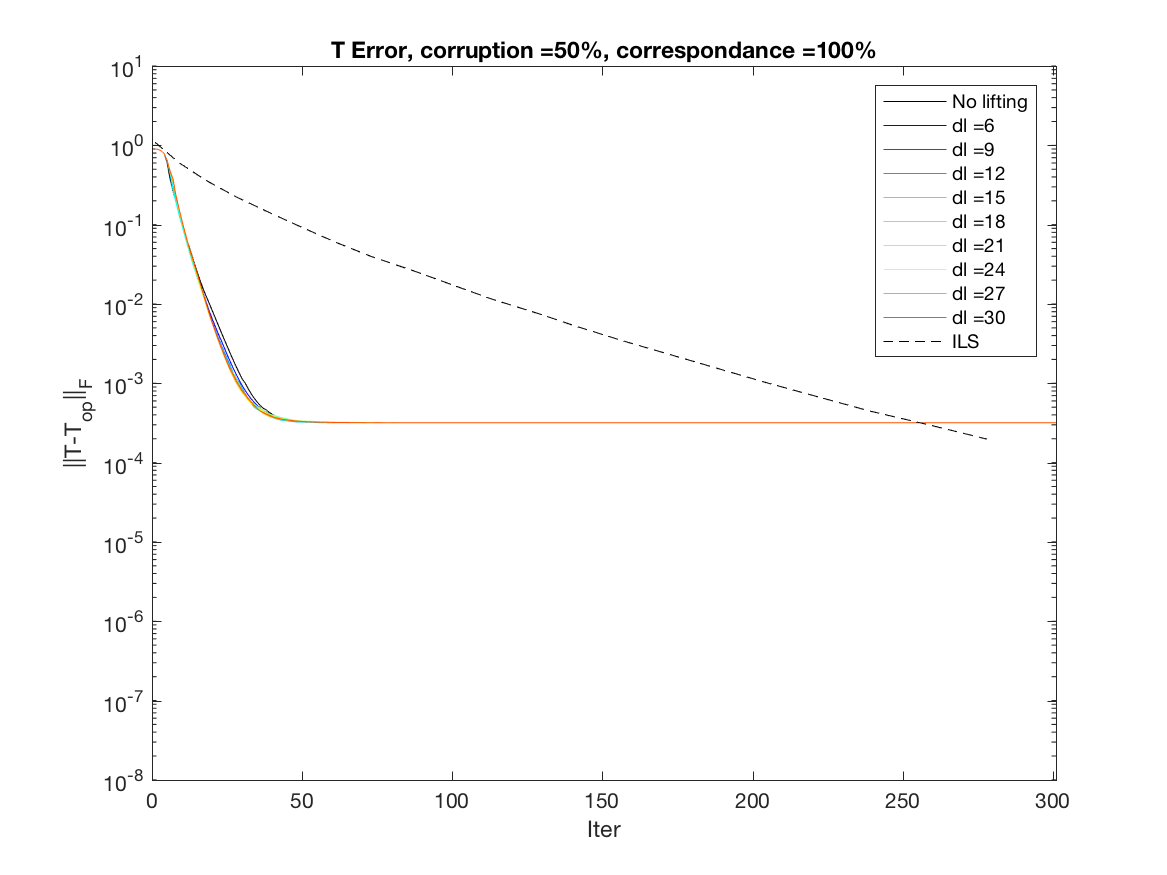 T Error, corruption =50%, correspondance =100%
10^1
10^0
10^-1
10^-2
10^-3
10^-4
10^-5
10^-6
10^-7
10^-8
||T-T_op||_F
0 50 100 150 200 250 300
Iter
No lifting
dl =6
dl =9
dl =12
dl =15
dl =18
dl =21
dl =24
dl =27
dl =30
ILS